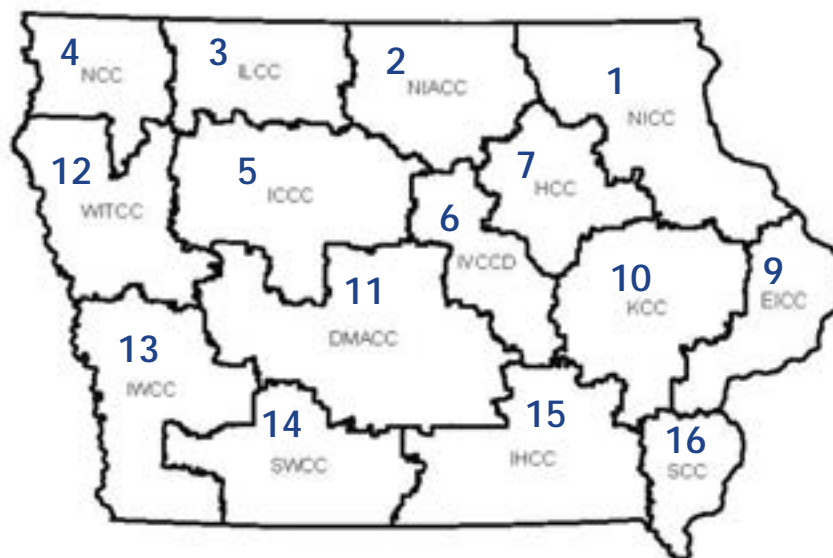 4
NCC
3
ILCC
2
NIACC
1
NICC
12
WITCC
5
ICCC
7
HCC
6
IVCCD
10
KCC
9
EICC
11
DMACC
13
IWCC
14
SWCC
15
IHCC
16
SCC